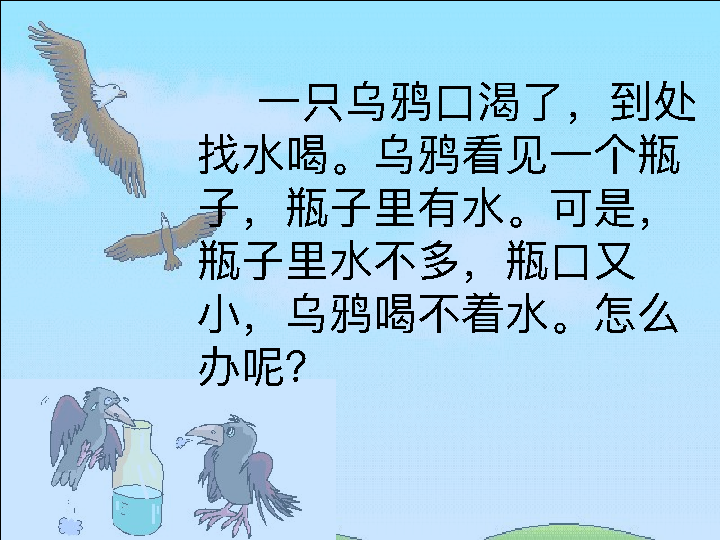 一只乌鸦口渴了，到处
找水喝。乌鸦看见一个瓶
子，瓶子里有水。可是，
瓶子里水不多，瓶口又
小，乌鸦喝不着水。怎么
办呢？